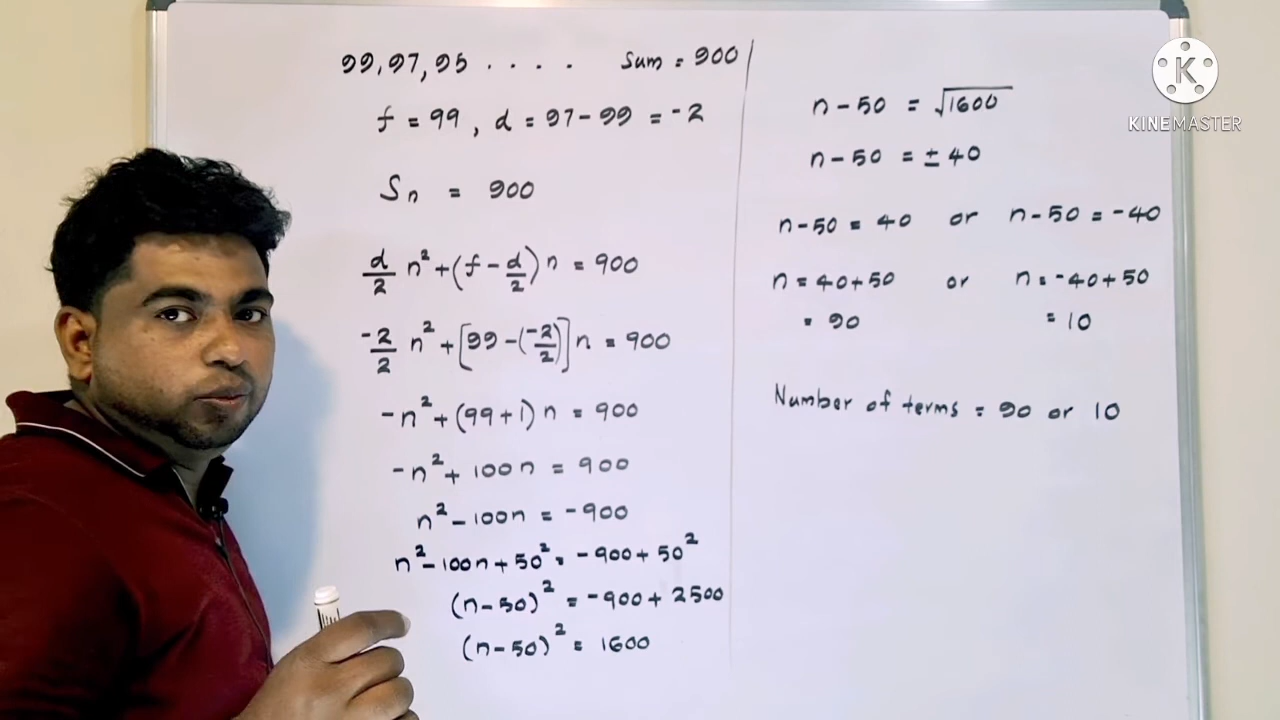 99, 97, 95 . . . . Sum = 900
f = 99 , d = 97 - 99 = -2
Sn = 900
d/2 n² + (f - d/2) n = 900
-2/2 n² + [99 - (-2/2)] n = 900
-n² + (99 + 1) n = 900
-n² + 100n = 900
n² - 100n = -900
n² - 100n + 50² = -900 + 50²
(n - 50)² = -900 + 2500
(n - 50)² = 1600
n - 50 = √1600
n - 50 = ± 40
n - 50 = 40 or n - 50 = -40
n = 40 + 50 or n = -40 + 50
= 90 = 10
Number of terms = 90 or 10
K
KINEMASTER